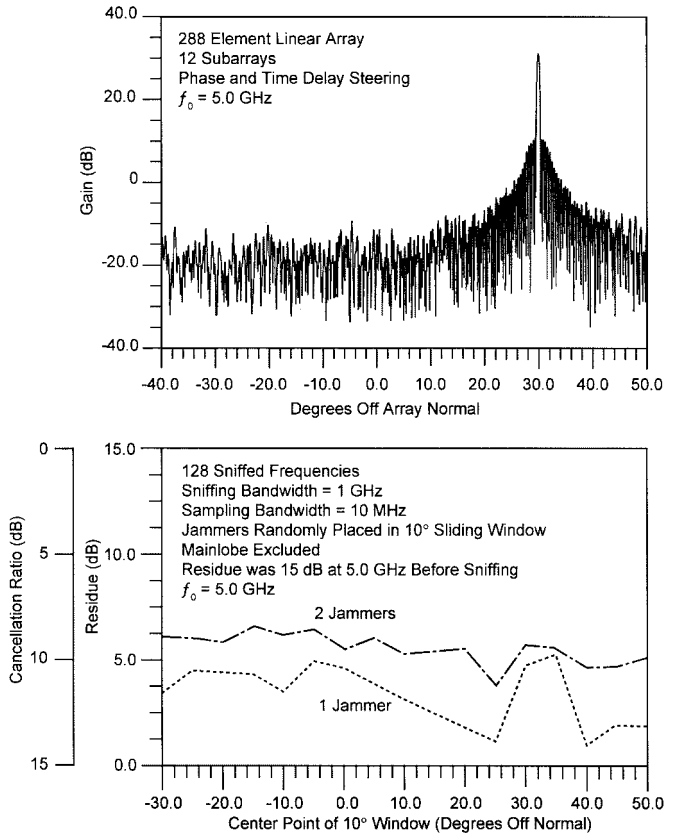 40.0
20.0
0
-20.0
-40.0
Gain (dB)
288 Element Linear Array
12 Subarrays
Phase and Time Delay Steering
f₀ = 5.0 GHz
-40.0 -30.0 -20.0 -10.0 0.0 10.0 20.0 30.0 40.0 50.0
Degrees Off Array Normal
0
5
10
15
Cancellation Ratio (dB)
15.0
10.0
5.0
0.0
Residue (dB)
128 Sniffed Frequencies
Sniffing Bandwidth = 1 GHz
Sampling Bandwidth = 10 MHz
Jammers Randomly Placed in 10° Sliding Window
Mainlobe Excluded
Residue was 15 dB at 5.0 GHz Before Sniffing
f₀ = 5.0 GHz
2 Jammers
1 Jammer
-30.0 -20.0 -10.0 0.0 10.0 20.0 30.0 40.0 50.0
Center Point of 10° Window (Degrees Off Normal)